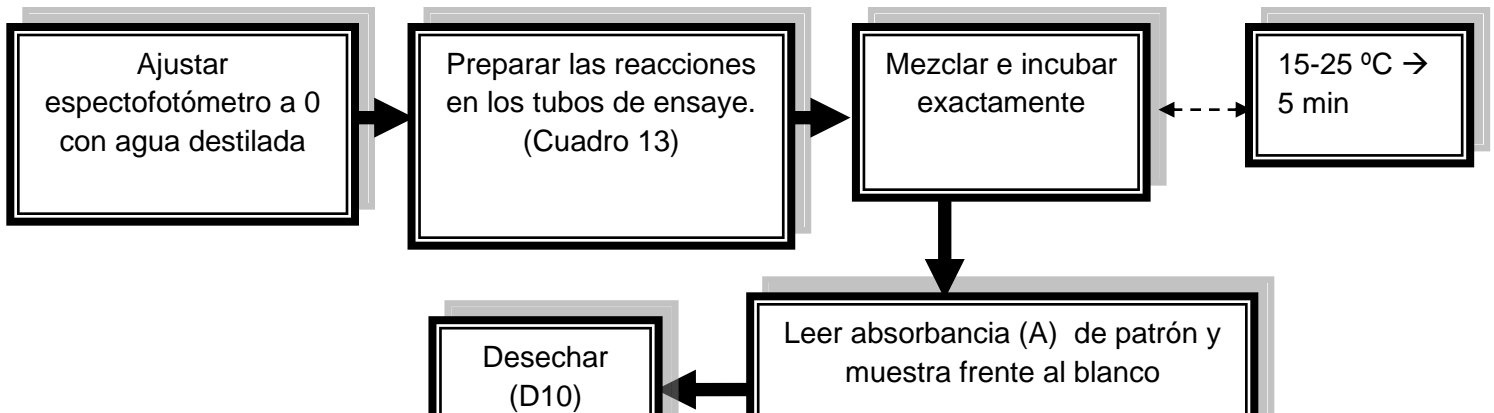 Ajustar
espectofotómetro a 0
con agua destilada
Preparar las reacciones
en los tubos de ensaye.
(Cuadro 13)
Mezclar e incubar
exactamente
15-25 ºC →
5 min
Leer absorbancia (A)  de patrón y
muestra frente al blanco
Desechar
(D10)